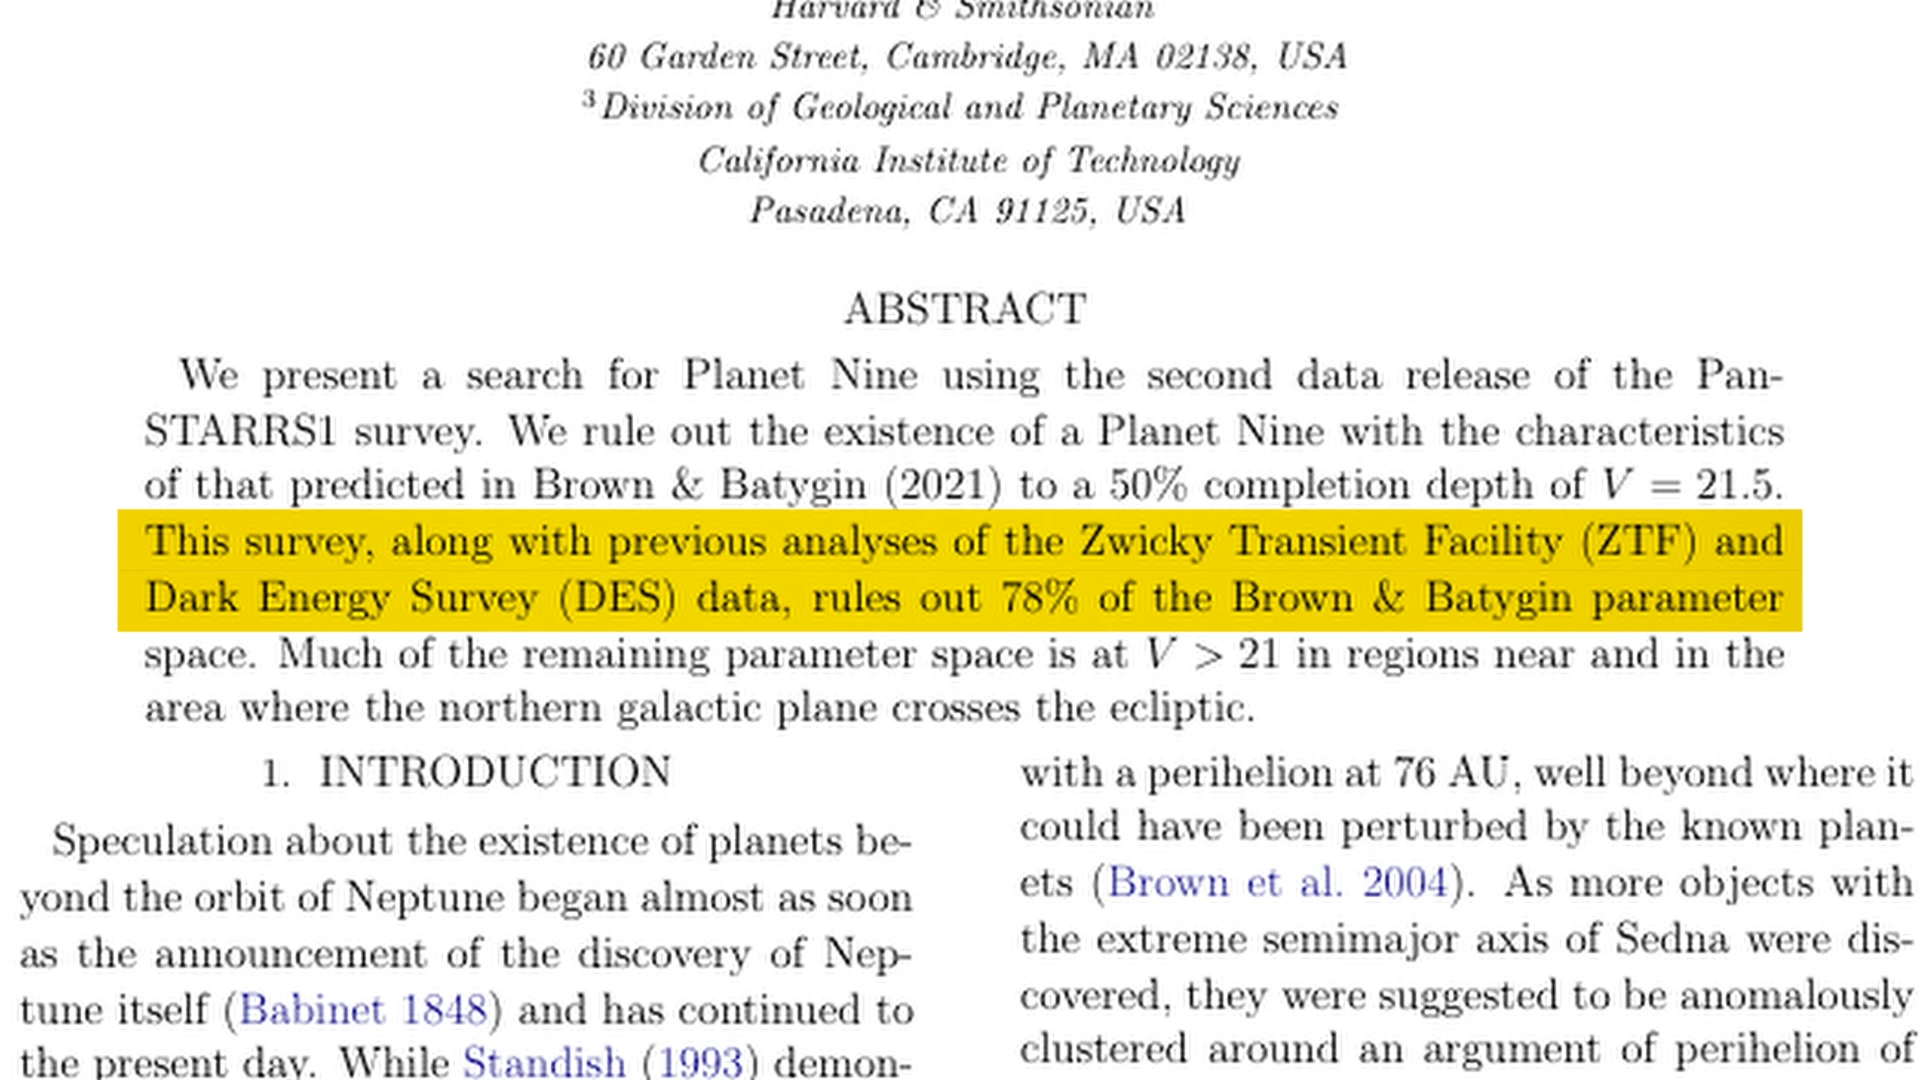 Harvard & Smithsonian
60 Garden Street, Cambridge, MA 02138, USA
3 Division of Geological and Planetary Sciences
California Institute of Technology
Pasadena, CA 91125, USA
ABSTRACT
We present a search for Planet Nine using the second data release of the Pan-
STARRS1 survey. We rule out the existence of a Planet Nine with the characteristics
of that predicted in Brown & Batygin (2021) to a 50% completion depth of V = 21.5.
This survey, along with previous analyses of the Zwicky Transient Facility (ZTF) and
Dark Energy Survey (DES) data, rules out 78% of the Brown & Batygin parameter
space. Much of the remaining parameter space is at V > 21 in regions near and in the
area where the northern galactic plane crosses the ecliptic.
1. INTRODUCTION
Speculation about the existence of planets be-
yond the orbit of Neptune began almost as soon
as the announcement of the discovery of Nep-
tune itself (Babinet 1848) and has continued to
the present day. While Standish (1993) demon-
with a perihelion at 76 AU, well beyond where it
could have been perturbed by the known plan-
ets (Brown et al. 2004). As more objects with
the extreme semimajor axis of Sedna were dis-
covered, they were suggested to be anomalously
clustered around an argument of perihelion of